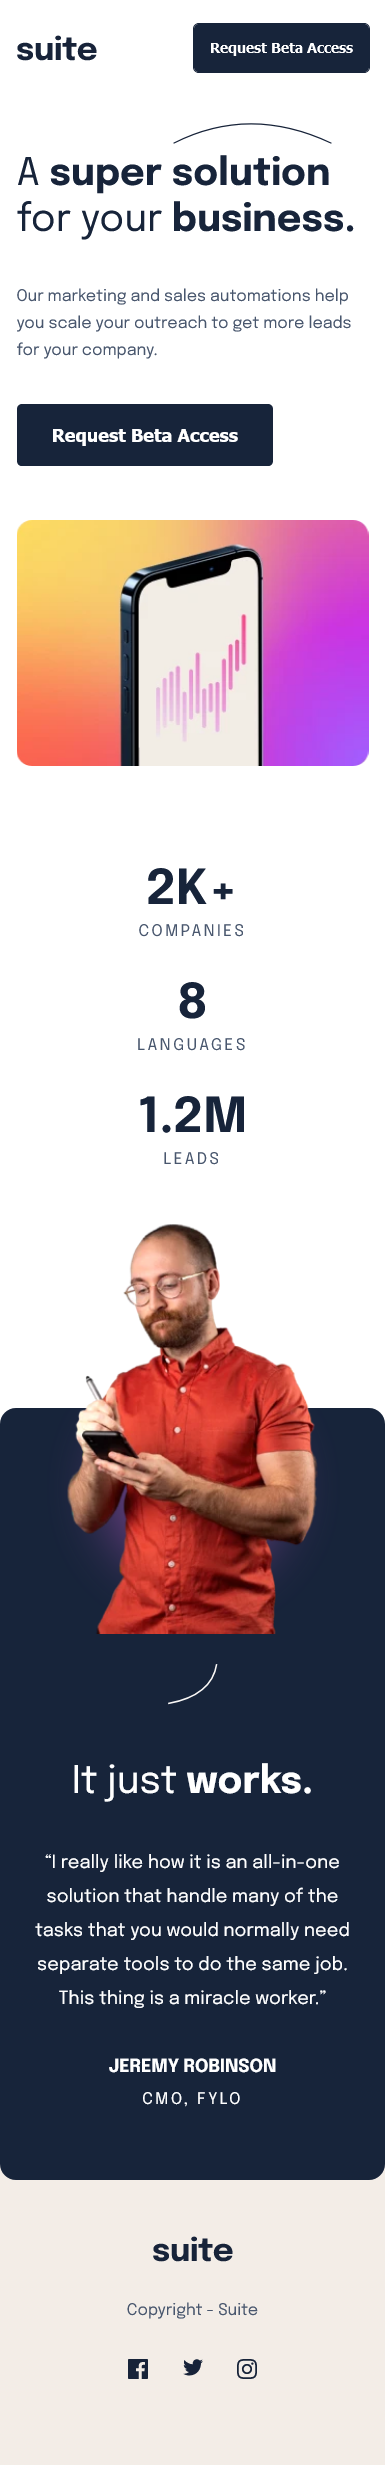 suite
Request Beta Access
A super solution
for your business.
Our marketing and sales automations help
you scale your outreach to get more leads
for your company.
Request Beta Access
2K+
COMPANIES
8
LANGUAGES
1.2M
LEADS
It just works.
“I really like how it is an all-in-one
solution that handle many of the
tasks that you would normally need
separate tools to do the same job.
This thing is a miracle worker.”
JEREMY ROBINSON
CMO, FYLO
suite
Copyright - Suite